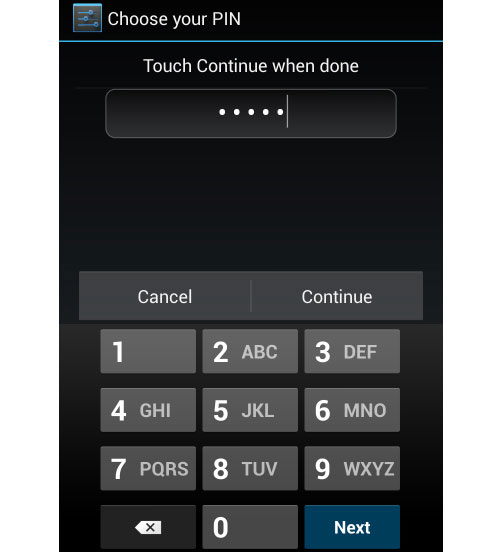 Choose your PIN
Touch Continue when done
•••••
Cancel Continue
1 2 ABC 3 DEF
4 GHI 5 JKL 6 MNO
7 PQRS 8 TUV 9 WXYZ
0 Next